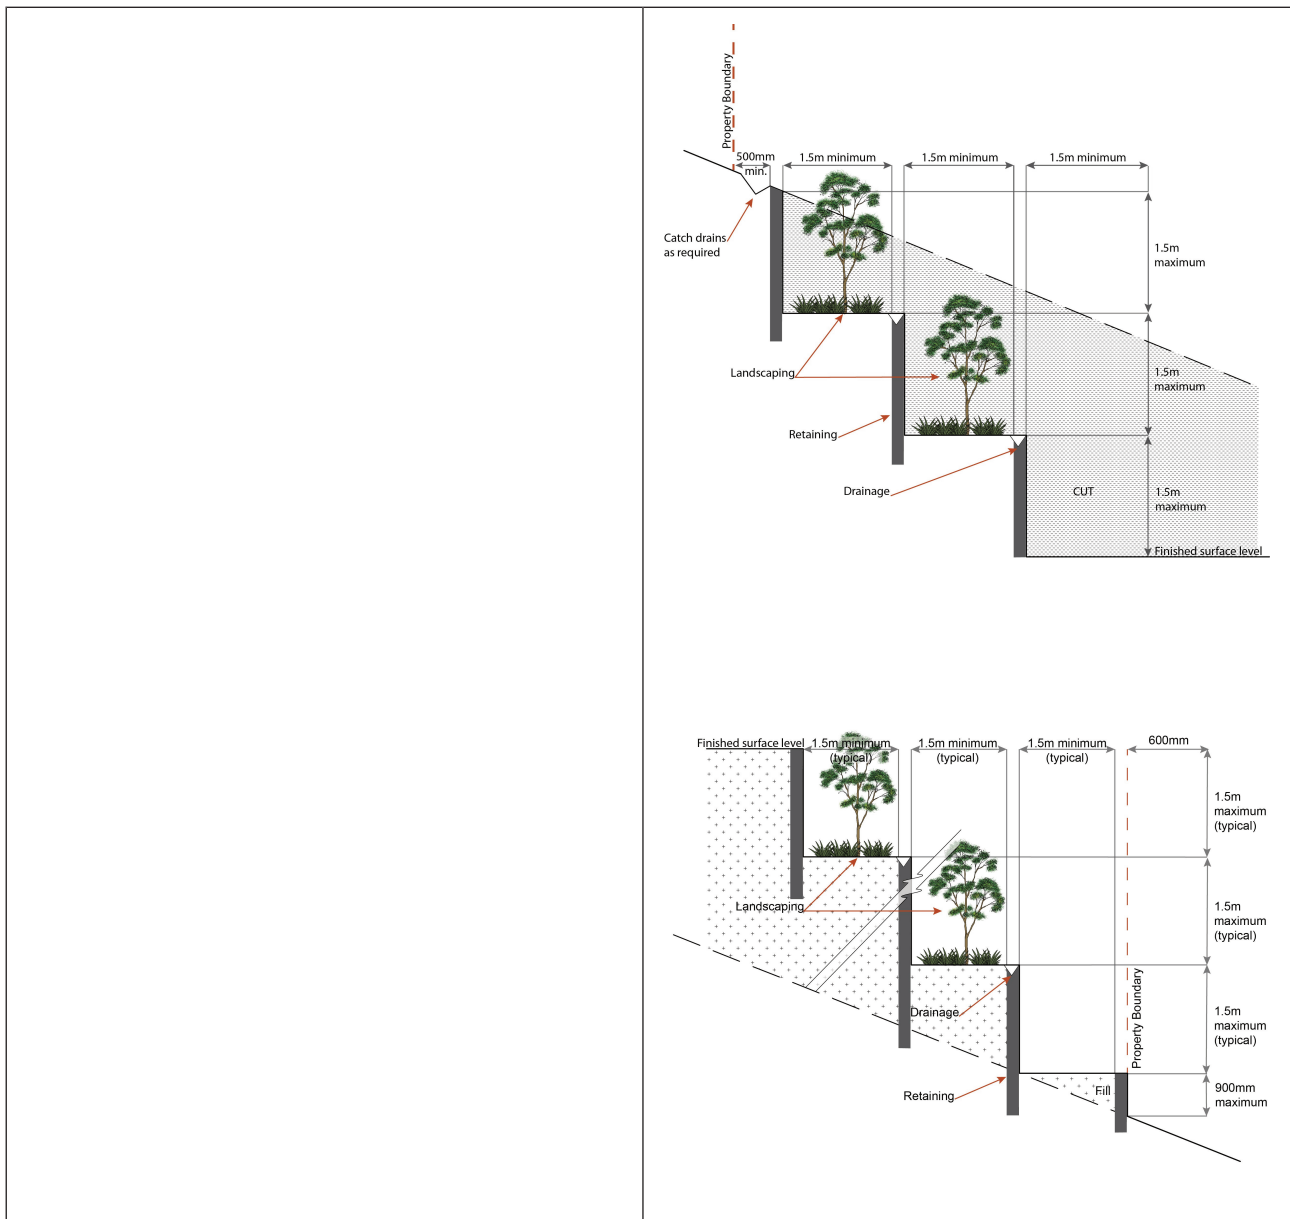 Property Boundary
500mm
min.
1.5m minimum
1.5m minimum
1.5m minimum
Catch drains
as required
1.5m
maximum
Landscaping
1.5m
maximum
Retaining
Drainage
CUT
1.5m
maximum
Finished surface level
Finished surface level
1.5m minimum
(typical)
1.5m minimum
(typical)
1.5m minimum
(typical)
600mm
1.5m
maximum
(typical)
Landscaping
1.5m
maximum
(typical)
Drainage
Property Boundary
1.5m
maximum
(typical)
Retaining
Fill
900mm
maximum